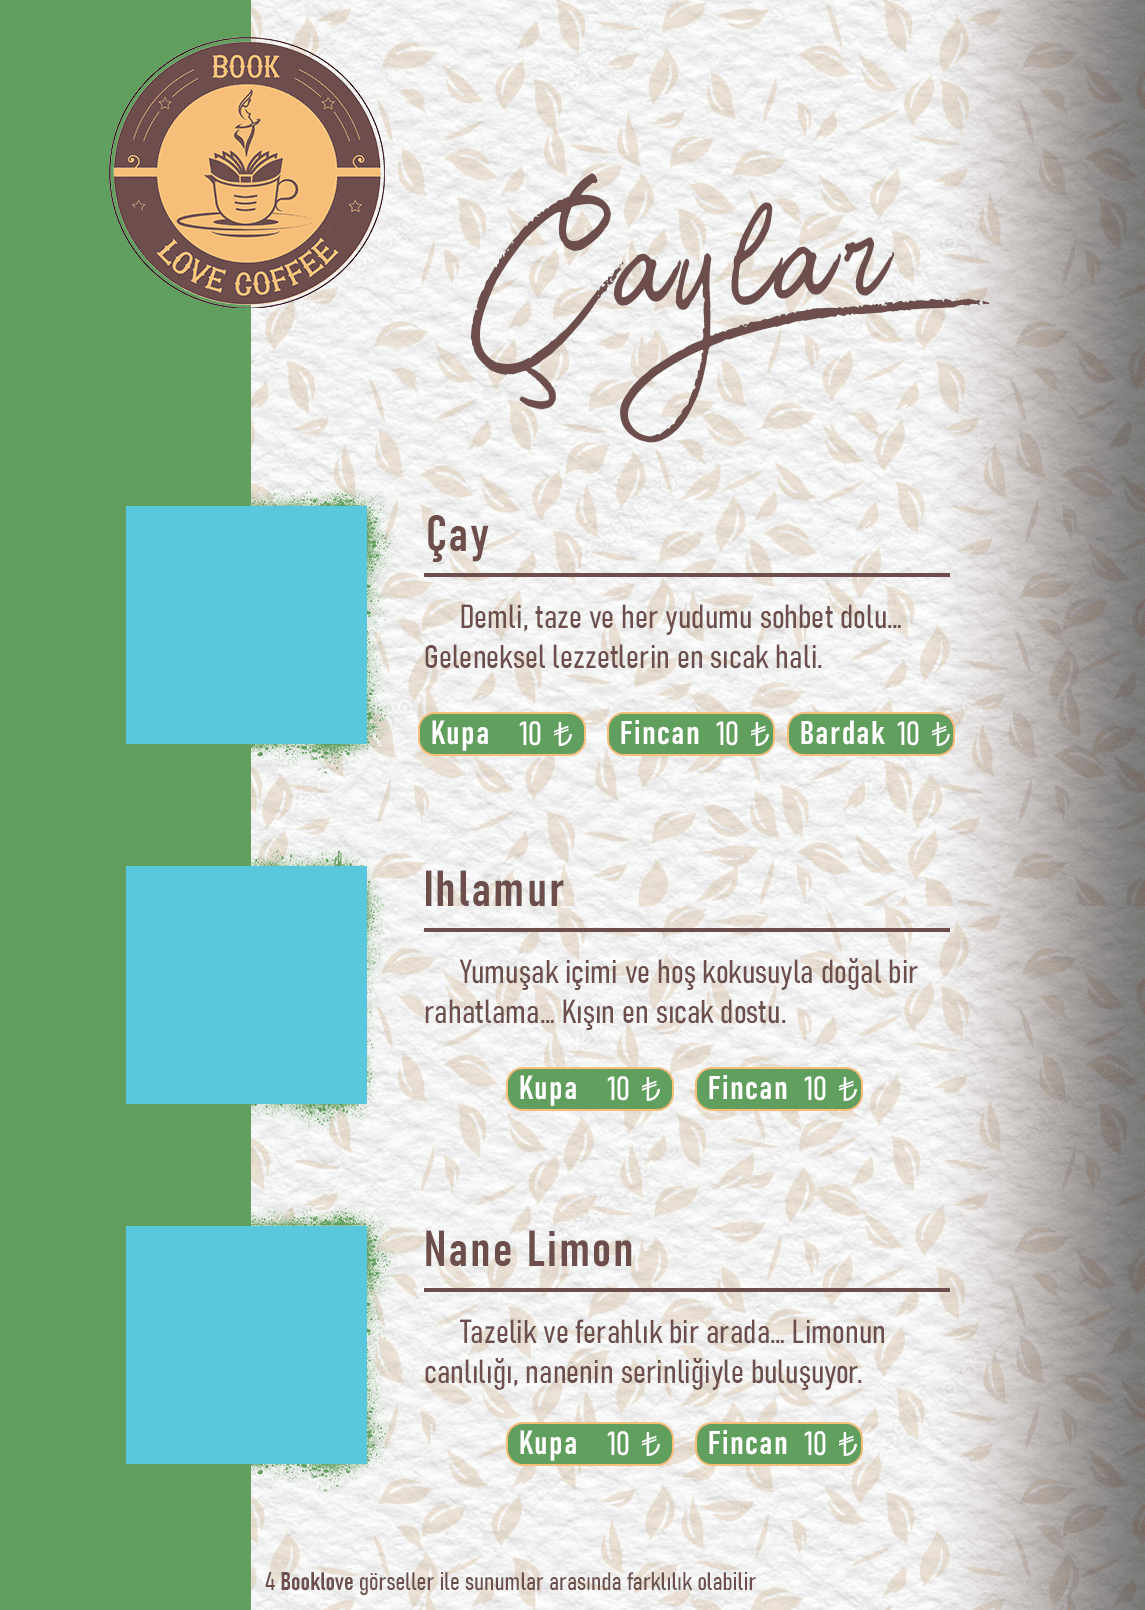 BOOK
LOVE COFFEE
Çaylar
Çay
Demli, taze ve her yudumu sohbet dolu...
Geleneksel lezzetlerin en sıcak hali.
Kupa 10 ₺ Fincan 10 ₺ Bardak 10 ₺
Ihlamur
Yumuşak içimi ve hoş kokusuyla doğal bir
rahatlama... Kışın en sıcak dostu.
Kupa 10 ₺ Fincan 10 ₺
Nane Limon
Tazelik ve ferahlık bir arada... Limonun
canlılığı, nanenin serinliğiyle buluşuyor.
Kupa 10 ₺ Fincan 10 ₺
4 Booklove görseller ile sunumlar arasında farklılık olabilir